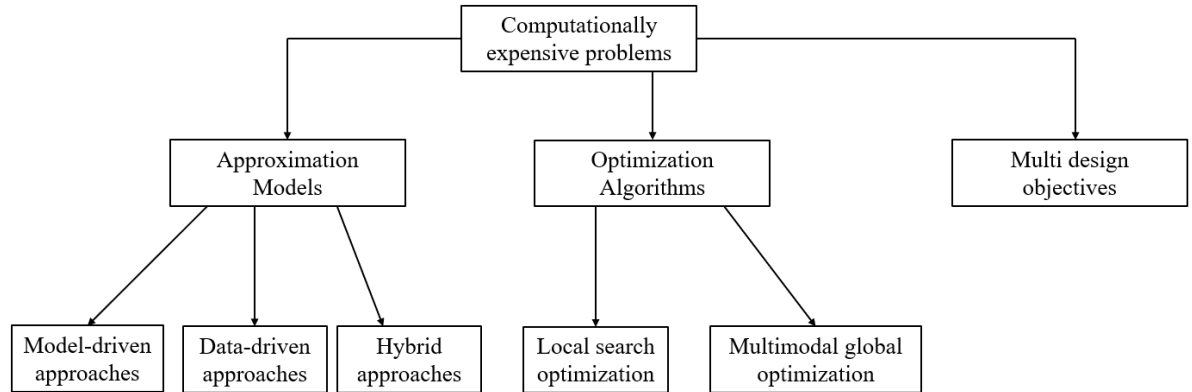 Computationally
expensive problems
Approximation
Models
Optimization
Algorithms
Multi design
objectives
Model-driven
approaches
Data-driven
approaches
Hybrid
approaches
Local search
optimization
Multimodal global
optimization